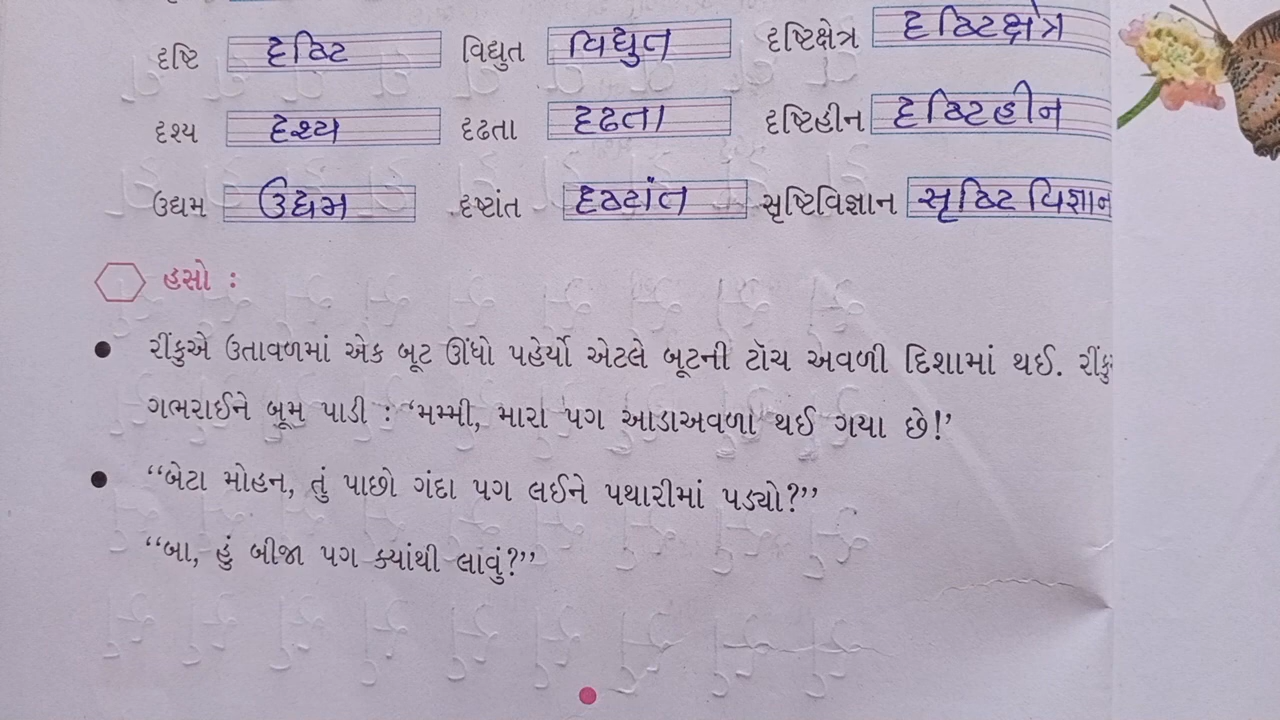 દૃષ્ટિ દૃષ્ટિ વિદ્યુત વિદ્યુત દૃષ્ટિક્ષેત્ર દૃષ્ટિક્ષેત્ર
દૃશ્ય દૃશ્ય દૃઢતા દૃઢતા દૃષ્ટિહીન દૃષ્ટિહીન
ઉદ્યમ ઉદ્યમ દૃષ્ટાંત દૃષ્ટાંત સૃષ્ટિવિજ્ઞાન સૃષ્ટિવિજ્ઞાન
હસો :
• રીંકુએ ઉતાવળમાં એક બૂટ ઊંધો પહેર્યો એટલે બૂટની ટૉચ અવળી દિશામાં થઈ. રીંકુ
ગભરાઈને બૂમ પાડી : ‘મમ્મી, મારા પગ આડાઅવળા થઈ ગયા છે!’
• “બેટા મોહન, તું પાછો ગંદા પગ લઈને પથારીમાં પડ્યો?”
“બા, હું બીજા પગ ક્યાંથી લાવું?”